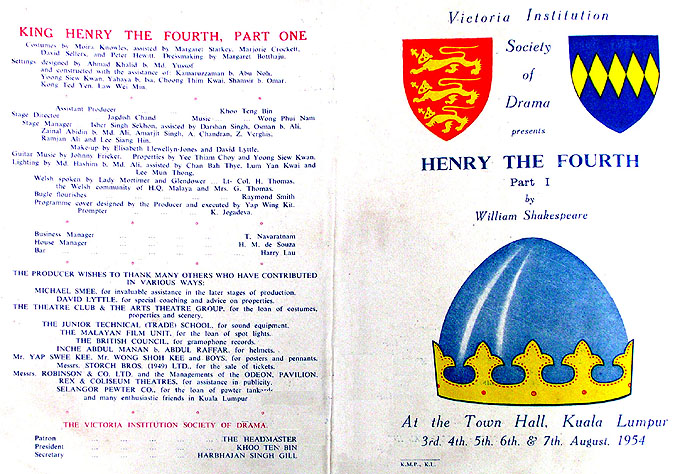 KING HENRY THE FOURTH, PART ONE
Costumes by Moira Knowles, assisted by Margaret Starkey, Marjorie Crockett,
David Sellers, and Peter Hewitt. Dressmaking by Margaret Botthaju.
Settings designed by Ahmad Khalid b. Md. Yussof
and constructed with the assistance of: Kamaruzzaman b. Abu Noh,
Yoong Siew Kwan, Yahaya b. Isa, Choong Thim Kwai, Shamsir b. Omar,
Kong Ted Yen, Law Wei Min.
Assistant Producer ... Khoo Teng Bin
Stage Director ... Jagdish Chand Music ... Wong Phui Nam
Stage Manager ... Isher Singh Sekhon, assisted by Darshan Singh, Osman b. Ali,
Zainal Abidin b. Md. Ali, Amarjit Singh, A. Chandran, Z. Verghis,
Ramjan Ali and Lee Siang Hin.
Make-up by Elisabeth Llewellyn-Jones and David Lyttle.
Guitar Music by Johnny Fricker. Properties by Yee Thiam Choy and Yoong Siew Kwan.
Lighting by Md. Hashim b. Md. Ali, assisted by Chan Bah Thye, Lum Yan Kwai and
Lee Mun Thong.
Welsh spoken by Lady Mortimer and Glendower ... Lt- Col. H. Thomas,
the Welsh community of H.Q. Malaya and Mrs. G. Thomas.
Bugle flourishes ... ... ... Raymond Smith
Programme cover designed by the Producer and executed by Yap Wing Kit.
Prompter ... ... K. Jegadeva.
Business Manager ... ... ... T. Navaratnam
House Manager ... ... ... H. M. de Souza
Bar ... ... ... ... Harry Lau
THE PRODUCER WISHES TO THANK MANY OTHERS WHO HAVE CONTRIBUTED
IN VARIOUS WAYS:
MICHAEL SMEE, for invaluable assistance in the later stages of production.
DAVID LYTTLE, for special coaching and advice on properties.
THE THEATRE CLUB & THE ARTS THEATRE GROUP, for the loan of costumes,
properties and scenery.
THE JUNIOR TECHNICAL (TRADE) SCHOOL, for sound equipment.
THE MALAYAN FILM UNIT, for the loan of spot lights.
THE BRITISH COUNCIL, for gramophone records.
INCHE ABDUL MANAN b. ABDUL RAFFAR, for helmets.
Mr. YAP SWEE KEE, Mr. WONG SHOH KEE and BOYS, for posters and pennants.
Messrs. STORCH BROS. (1949) LTD., for the sale of tickets.
Messrs. ROBINSON & CO. LTD. and the Managements of the ODEON, PAVILION,
REX & COLISEUM THEATRES, for assistance in publicity.
SELANGOR PEWTER CO., for the loan of pewter tankards
and many enthusiastic friends in Kuala Lumpur
THE VICTORIA INSTITUTION SOCIETY OF DRAMA.
Patron ... ... ... ... THE HEADMASTER
President ... ... ... ... KHOO TEN BIN
Secretary ... ... ... HARBHAJAN SINGH GILL
Victoria Institution
Society
of
Drama
presents
HENRY THE FOURTH
Part I
by
William Shakespeare
At the Town Hall, Kuala Lumpur
3rd. 4th. 5th. 6th. & 7th. August. 1954
K.M.P., K.L.